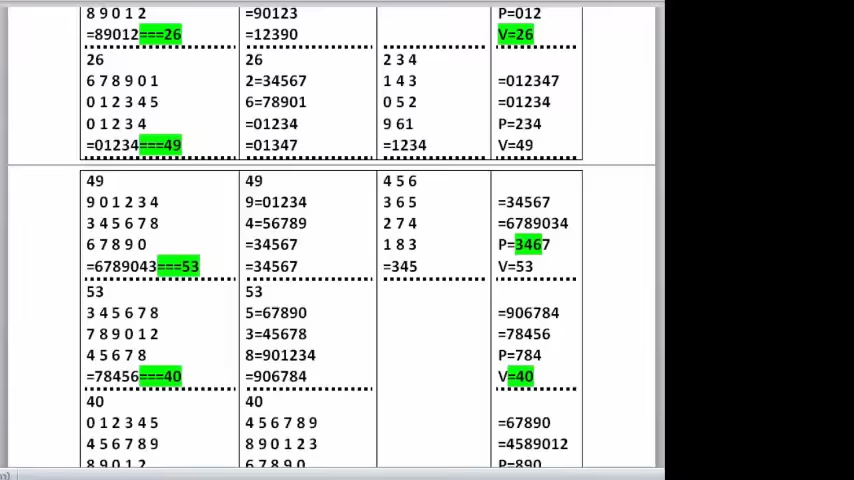 8 9 0 1 2 =90123 P=012
=89012===26 =12390 V=26
26 26 2 3 4
6 7 8 9 0 1 2=34567 1 4 3 =012347
0 1 2 3 4 5 6=78901 0 5 2 =01234
0 1 2 3 4 =01234 9 61 P=234
=01234===49 =01347 =1234 V=49
49 49 4 5 6
9 0 1 2 3 4 9=01234 3 6 5 =34567
3 4 5 6 7 8 4=56789 2 7 4 =6789034
6 7 8 9 0 =34567 1 8 3 P=3467
=6789043===53 =34567 =345 V=53
53 53
3 4 5 6 7 8 5=67890 =906784
7 8 9 0 1 2 3=45678 =78456
4 5 6 7 8 8=901234 P=784
=78456===40 =906784 V=40
40 40
0 1 2 3 4 5 4 5 6 7 8 9 =67890
4 5 6 7 8 9 8 9 0 1 2 3 =4589012
8 9 0 1 2 6 7 8 9 0 P=890